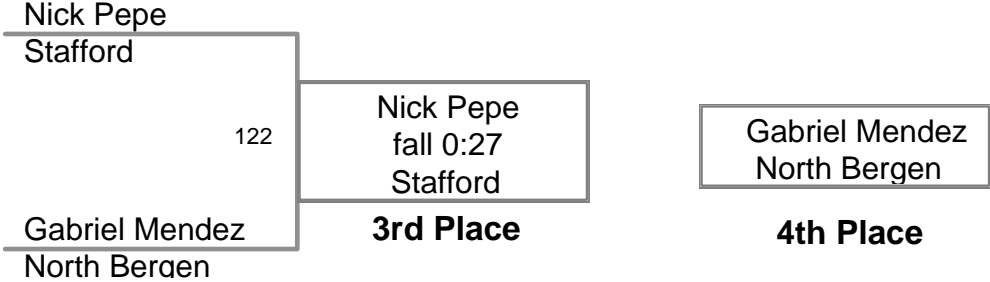 Nick Pepe
Stafford
122
Nick Pepe
fall 0:27
Stafford
3rd Place
Gabriel Mendez
North Bergen
Gabriel Mendez
North Bergen
4th Place